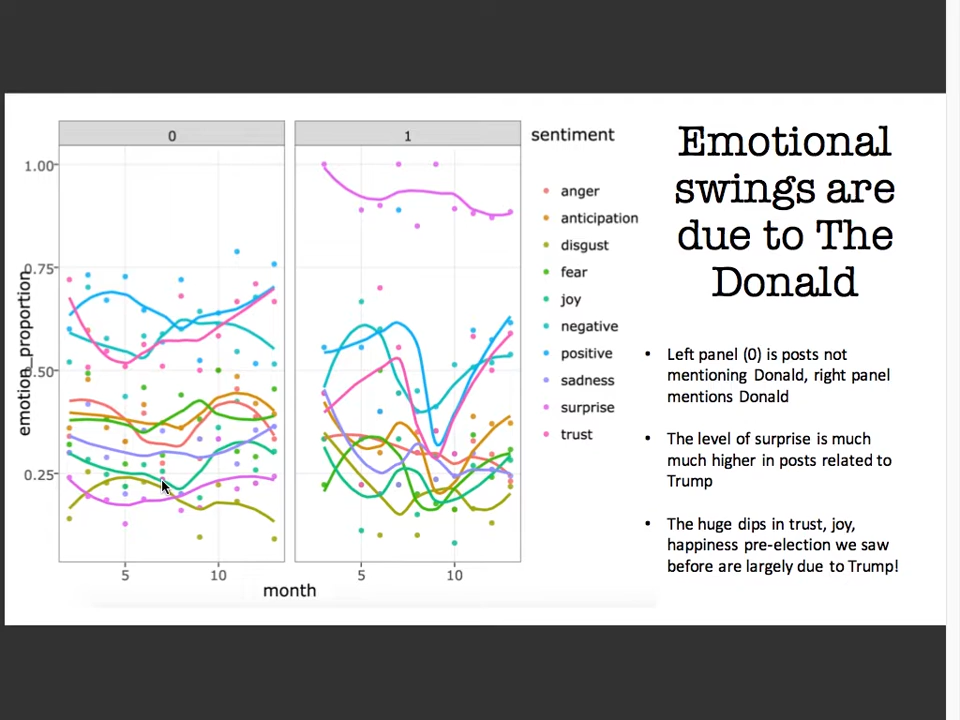 0
1
sentiment
1.00
0.75
0.50
0.25
emotion_proportion
5
10
5
10
month
anger
anticipation
disgust
fear
joy
negative
positive
sadness
surprise
trust
Emotional
swings are
due to The
Donald
• Left panel (0) is posts not
mentioning Donald, right panel
mentions Donald
• The level of surprise is much
much higher in posts related to
Trump
• The huge dips in trust, joy,
happiness pre-election we saw
before are largely due to Trump!